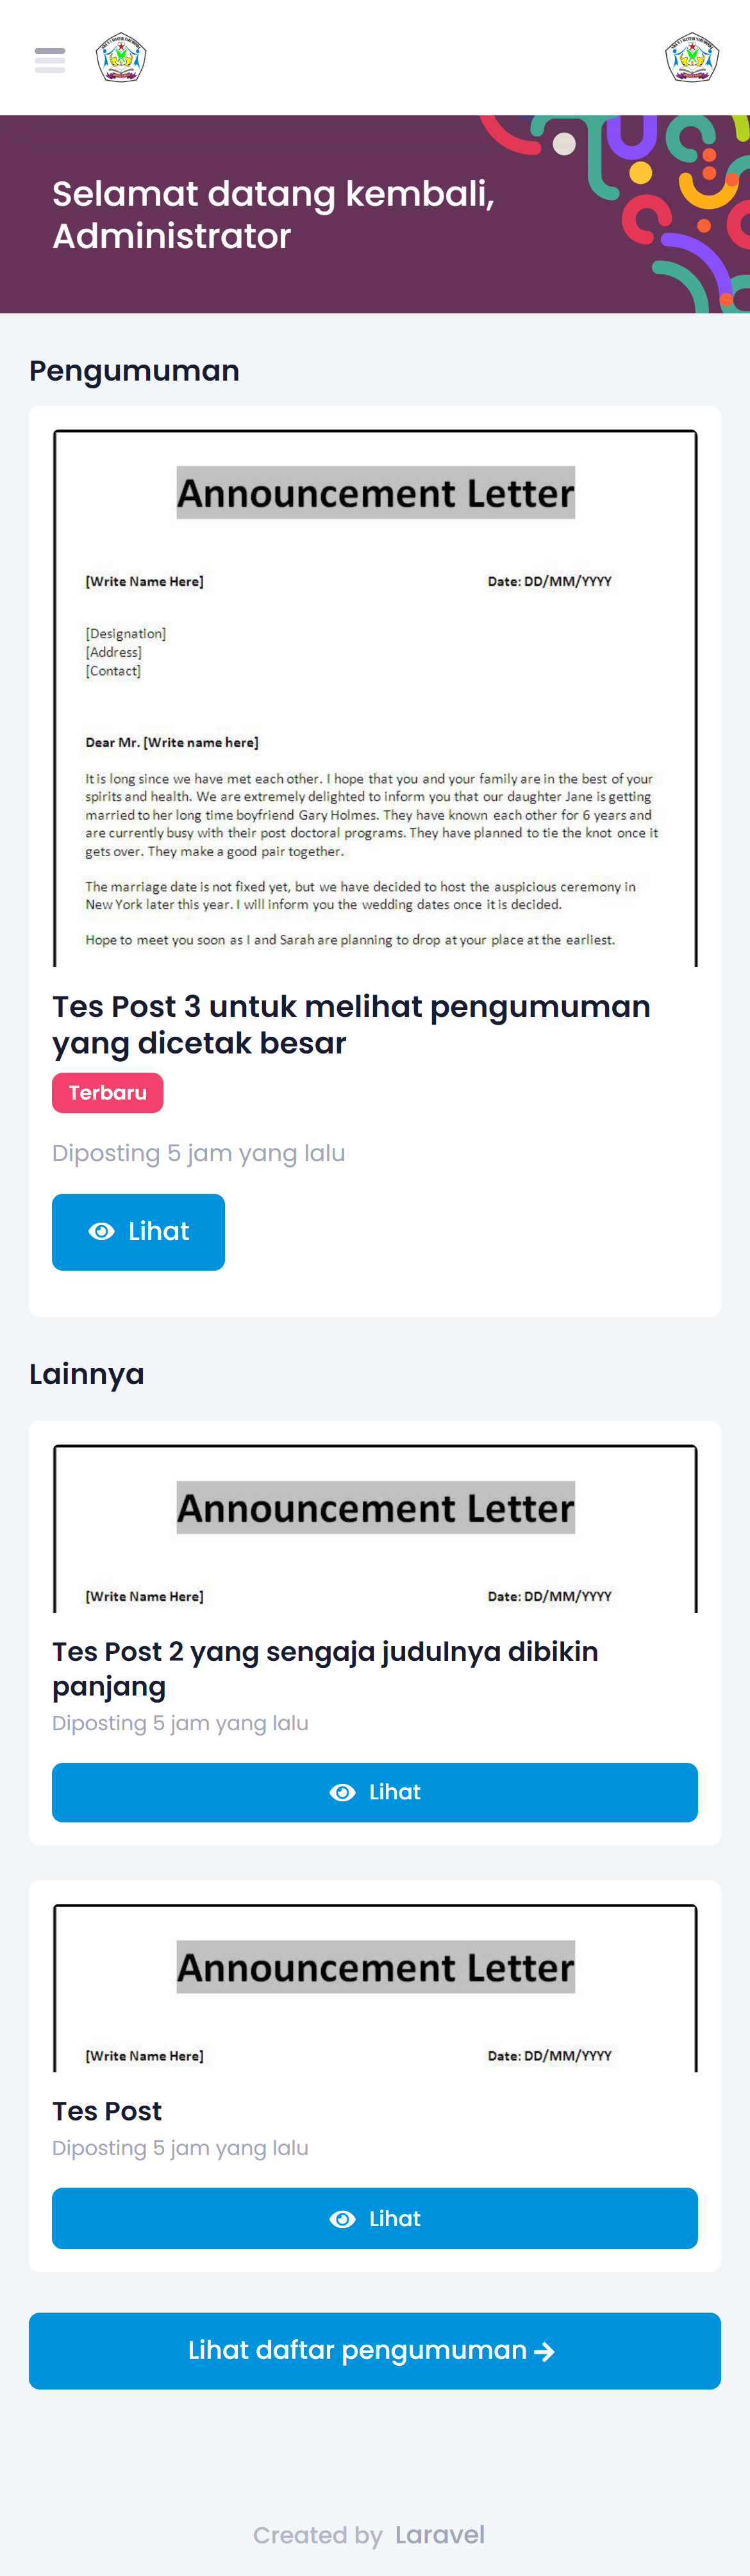 Selamat datang kembali,
Administrator
Pengumuman
Announcement Letter
[Write Name Here] Date: DD/MM/YYYY
[Designation]
[Address]
[Contact]
Dear Mr. [Write name here]
It is long since we have met each other. I hope that you and your family are in the best of your
spirits and health. We are extremely delighted to inform you that our daughter Jane is getting
married to her long time boyfriend Gary Holmes. They have known each other for 6 years and
are currently busy with their post doctoral programs. They have planned to tie the knot once it
gets over. They make a good pair together.
The marriage date is not fixed yet, but we have decided to host the auspicious ceremony in
New York later this year. I will inform you the wedding dates once it is decided.
Hope to meet you soon as I and Sarah are planning to drop at your place at the earliest.
Tes Post 3 untuk melihat pengumuman
yang dicetak besar
Terbaru
Diposting 5 jam yang lalu
Lihat
Lainnya
Announcement Letter
[Write Name Here] Date: DD/MM/YYYY
Tes Post 2 yang sengaja judulnya dibikin
panjang
Diposting 5 jam yang lalu
Lihat
Announcement Letter
[Write Name Here] Date: DD/MM/YYYY
Tes Post
Diposting 5 jam yang lalu
Lihat
Lihat daftar pengumuman →
Created by Laravel